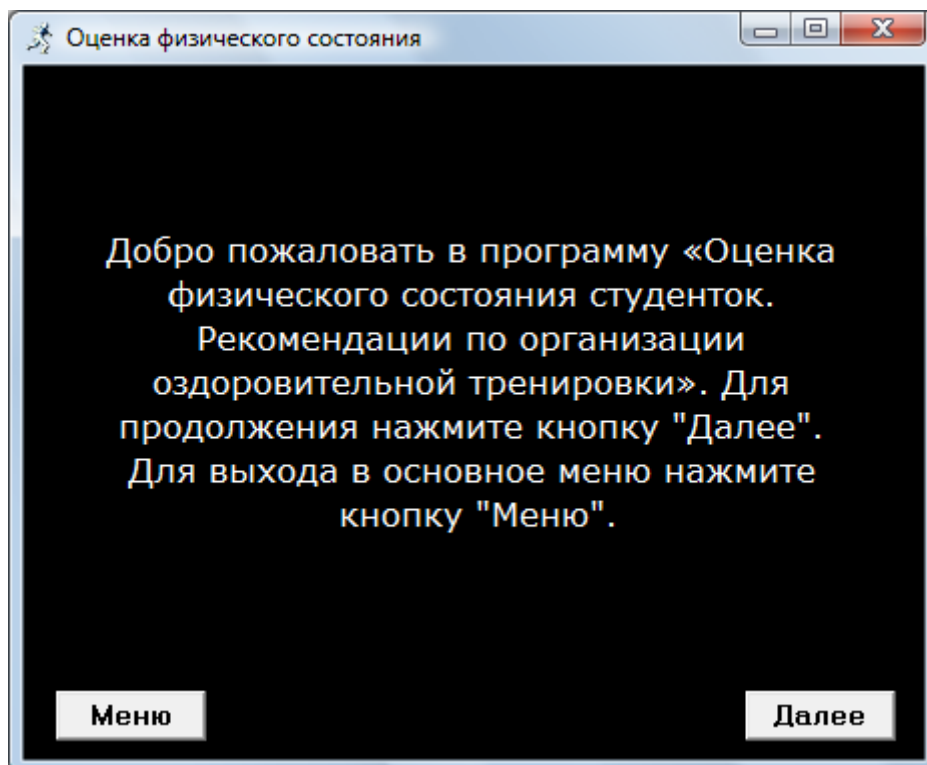 Оценка физического состояния
Добро пожаловать в программу «Оценка
физического состояния студенток.
Рекомендации по организации
оздоровительной тренировки». Для
продолжения нажмите кнопку "Далее".
Для выхода в основное меню нажмите
кнопку "Меню".
Меню
Далее